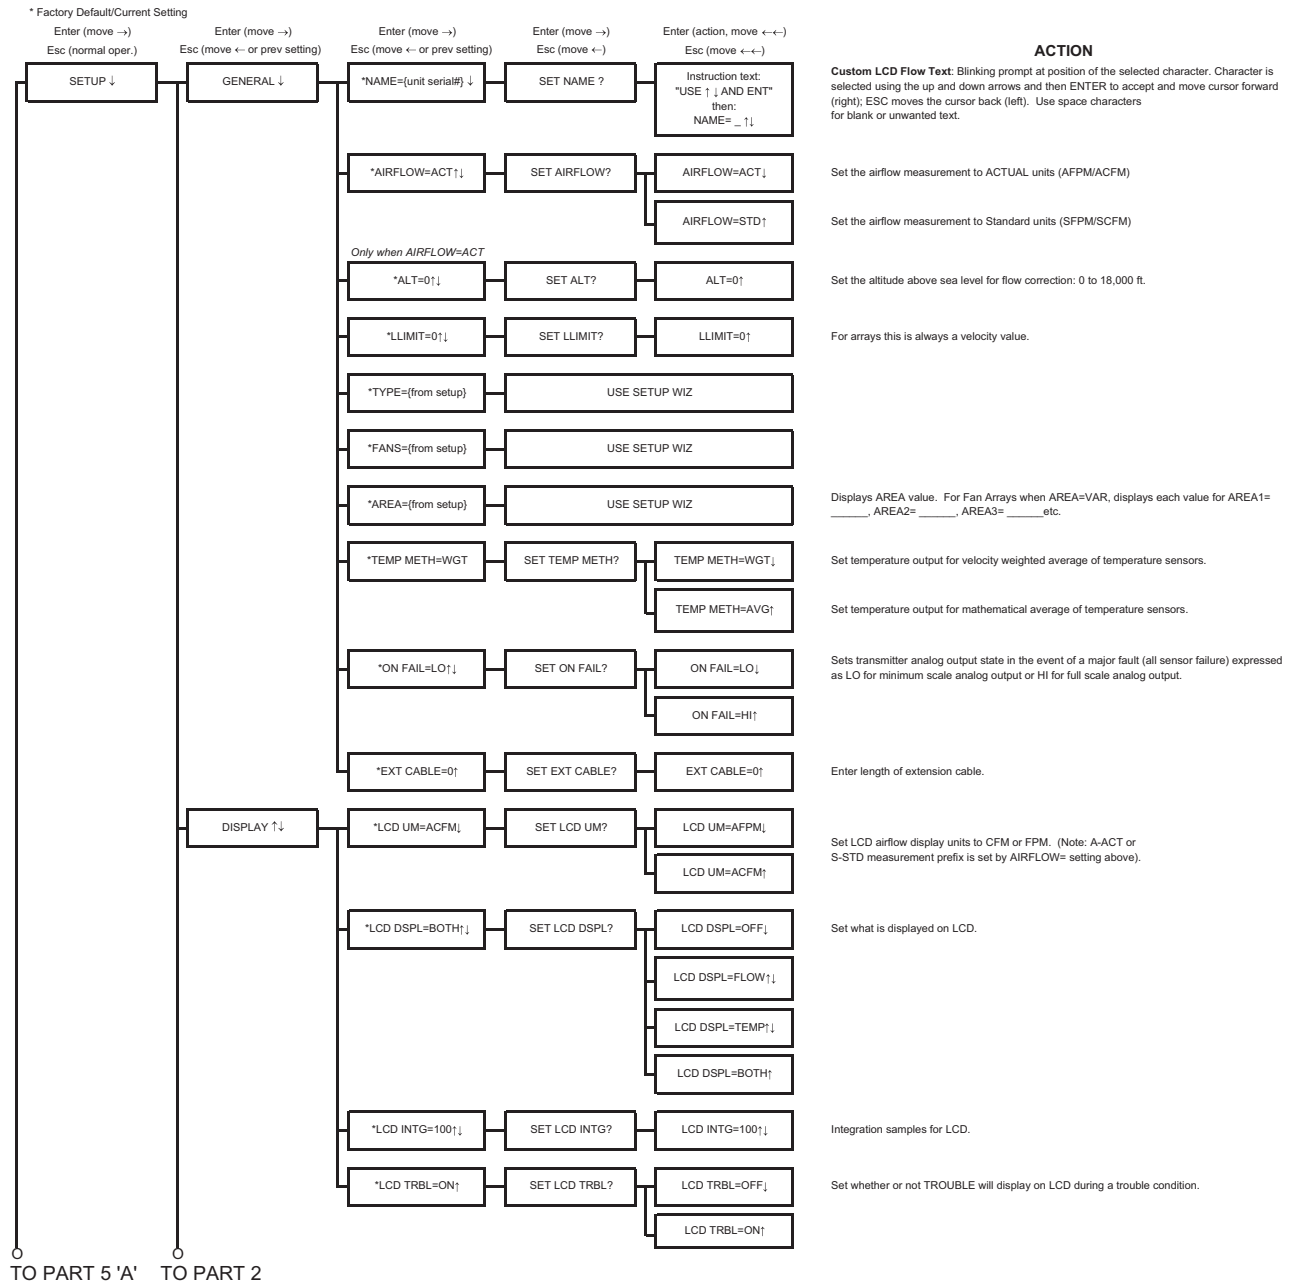 * Factory Default/Current Setting
Enter (move →)
Esc (normal oper.)
Enter (move →)
Esc (move ← or prev setting)
Enter (move →)
Esc (move ← or prev setting)
Enter (move →)
Esc (move ←)
Enter (action, move ←←)
Esc (move ←←)
ACTION
SETUP ↓
GENERAL ↓
*NAME={unit serial#} ↓
SET NAME ?
Instruction text:
"USE ↑ ↓ AND ENT"
then:
NAME= _ ↑↓
Custom LCD Flow Text: Blinking prompt at position of the selected character. Character is
selected using the up and down arrows and then ENTER to accept and move cursor forward
(right); ESC moves the cursor back (left). Use space characters
for blank or unwanted text.
*AIRFLOW=ACT↑↓
SET AIRFLOW?
AIRFLOW=ACT↓
Set the airflow measurement to ACTUAL units (AFPM/ACFM)
AIRFLOW=STD↑
Set the airflow measurement to Standard units (SFPM/SCFM)
Only when AIRFLOW=ACT
*ALT=0↑↓
SET ALT?
ALT=0↑
Set the altitude above sea level for flow correction: 0 to 18,000 ft.
*LLIMIT=0↑↓
SET LLIMIT?
LLIMIT=0↑
For arrays this is always a velocity value.
*TYPE={from setup}
USE SETUP WIZ
*FANS={from setup}
USE SETUP WIZ
*AREA={from setup}
USE SETUP WIZ
Displays AREA value. For Fan Arrays when AREA=VAR, displays each value for AREA1=
______, AREA2= ______, AREA3= ______etc.
*TEMP METH=WGT
SET TEMP METH?
TEMP METH=WGT↓
Set temperature output for velocity weighted average of temperature sensors.
TEMP METH=AVG↑
Set temperature output for mathematical average of temperature sensors.
*ON FAIL=LO↑↓
SET ON FAIL?
ON FAIL=LO↓
Sets transmitter analog output state in the event of a major fault (all sensor failure) expressed
as LO for minimum scale analog output or HI for full scale analog output.
ON FAIL=HI↑
*EXT CABLE=0↑
SET EXT CABLE?
EXT CABLE=0↑
Enter length of extension cable.
DISPLAY ↑↓
*LCD UM=ACFM↓
SET LCD UM?
LCD UM=AFPM↓
Set LCD airflow display units to CFM or FPM. (Note: A-ACT or
S-STD measurement prefix is set by AIRFLOW= setting above).
LCD UM=ACFM↑
*LCD DSPL=BOTH↑↓
SET LCD DSPL?
LCD DSPL=OFF↓
Set what is displayed on LCD.
LCD DSPL=FLOW↑↓
LCD DSPL=TEMP↑↓
LCD DSPL=BOTH↑
*LCD INTG=100↑↓
SET LCD INTG?
LCD INTG=100↑↓
Integration samples for LCD.
*LCD TRBL=ON↑
SET LCD TRBL?
LCD TRBL=OFF↓
Set whether or not TROUBLE will display on LCD during a trouble condition.
LCD TRBL=ON↑
O
O
TO PART 5 'A'
TO PART 2